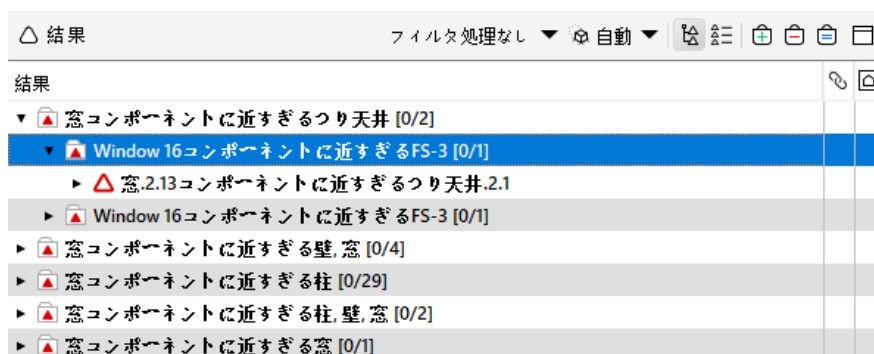 結果
フィルタ処理なし 自動
結果
窓コンポーネントに近すぎるつり天井 [0/2]
Window 16コンポーネントに近すぎるFS-3 [0/1]
窓.2.13コンポーネントに近すぎるつり天井.2.1
Window 16コンポーネントに近すぎるFS-3 [0/1]
窓コンポーネントに近すぎる壁, 窓 [0/4]
窓コンポーネントに近すぎる柱 [0/29]
窓コンポーネントに近すぎる柱, 壁, 窓 [0/2]
窓コンポーネントに近すぎる窓 [0/1]